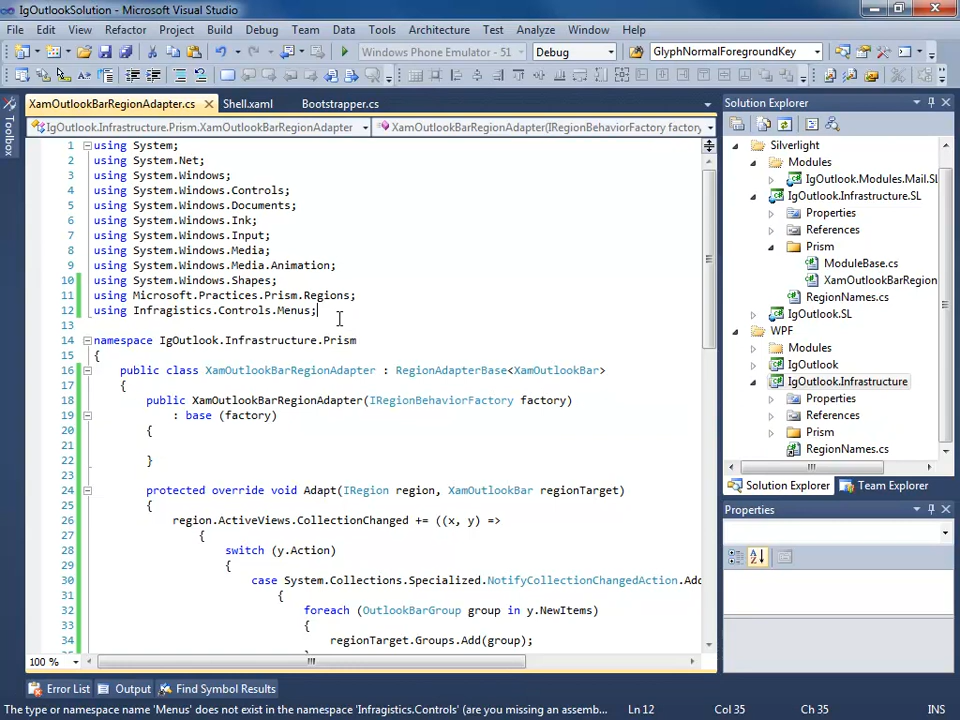 IgOutlookSolution - Microsoft Visual Studio
File Edit View Refactor Project Build Debug Team Data Tools Architecture Test Analyze Window Help
Windows Phone Emulator - 51 Debug GlyphNormalForegroundKey
XamOutlookBarRegionAdapter.cs Shell.xaml Bootstrapper.cs
IgOutlook.Infrastructure.Prism.XamOutlookBarRegionAdapter XamOutlookBarRegionAdapter(IRegionBehaviorFactory factory)
Toolbox
1 using System;
2 using System.Net;
3 using System.Windows;
4 using System.Windows.Controls;
5 using System.Windows.Documents;
6 using System.Windows.Ink;
7 using System.Windows.Input;
8 using System.Windows.Media;
9 using System.Windows.Media.Animation;
10 using System.Windows.Shapes;
11 using Microsoft.Practices.Prism.Regions;
12 using Infragistics.Controls.Menus;
13
14 namespace IgOutlook.Infrastructure.Prism
15 {
16 public class XamOutlookBarRegionAdapter : RegionAdapterBase<XamOutlookBar>
17 {
18 public XamOutlookBarRegionAdapter(IRegionBehaviorFactory factory)
19 : base (factory)
20 {
21
22 }
23
24 protected override void Adapt(IRegion region, XamOutlookBar regionTarget)
25 {
26 region.ActiveViews.CollectionChanged += ((x, y) =>
27 {
28 switch (y.Action)
29 {
30 case System.Collections.Specialized.NotifyCollectionChangedAction.Add
31 {
32 foreach (OutlookBarGroup group in y.NewItems)
33 {
34 regionTarget.Groups.Add(group);
100 %
Solution Explorer
Silverlight
Modules
IgOutlook.Modules.Mail.SL
IgOutlook.Infrastructure.SL
Properties
References
Prism
ModuleBase.cs
XamOutlookBarRegion
RegionNames.cs
IgOutlook.SL
WPF
Modules
IgOutlook
IgOutlook.Infrastructure
Properties
References
Prism
RegionNames.cs
Solution Explorer Team Explorer
Properties
Error List Output Find Symbol Results
The type or namespace name 'Menus' does not exist in the namespace 'Infragistics.Controls' (are you missing an assemb... Ln 12 Col 35 Ch 35 INS